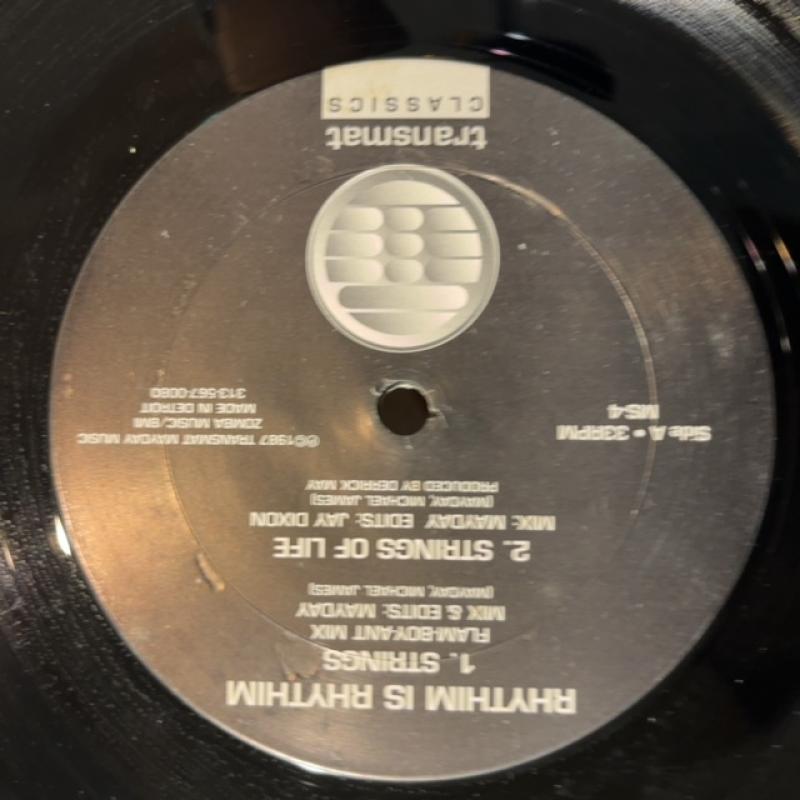 transmat
CLASSICS
Side A • 33RPM
MS-4
℗©1987 TRANSMAT MAYDAY MUSIC
ZOMBA MUSIC/BMI
MADE IN DETROIT
313-567-0080
RHYTHIM IS RHYTHIM
1. STRINGS
FLAM-BOY-ANT MIX
MIX & EDITS: MAYDAY
(MAYDAY, MICHAEL JAMES)
2. STRINGS OF LIFE
MIX: MAYDAY EDITS: JAY DIXON
(MAYDAY, MICHAEL JAMES)
PRODUCED BY DERRICK MAY